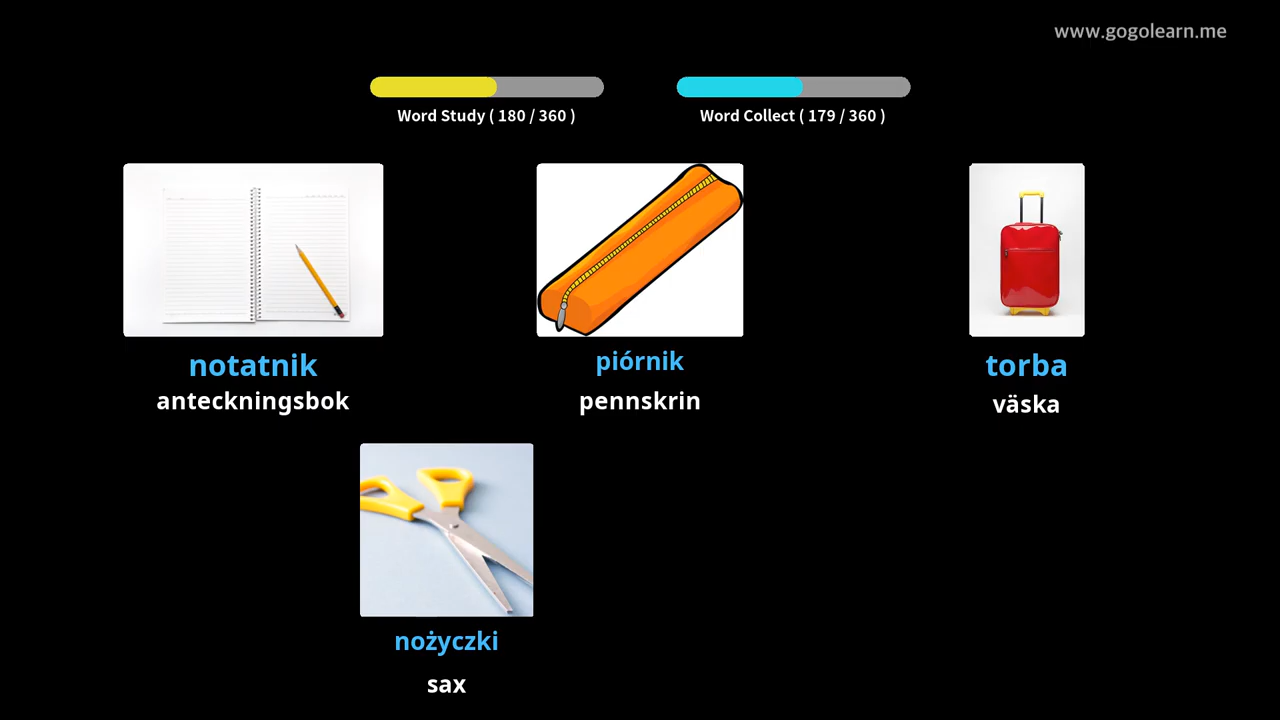 www.gogolearn.me
Word Study ( 180 / 360 )
Word Collect ( 179 / 360 )
notatnik
anteckningsbok
piórnik
pennskrin
torba
väska
nożyczki
sax